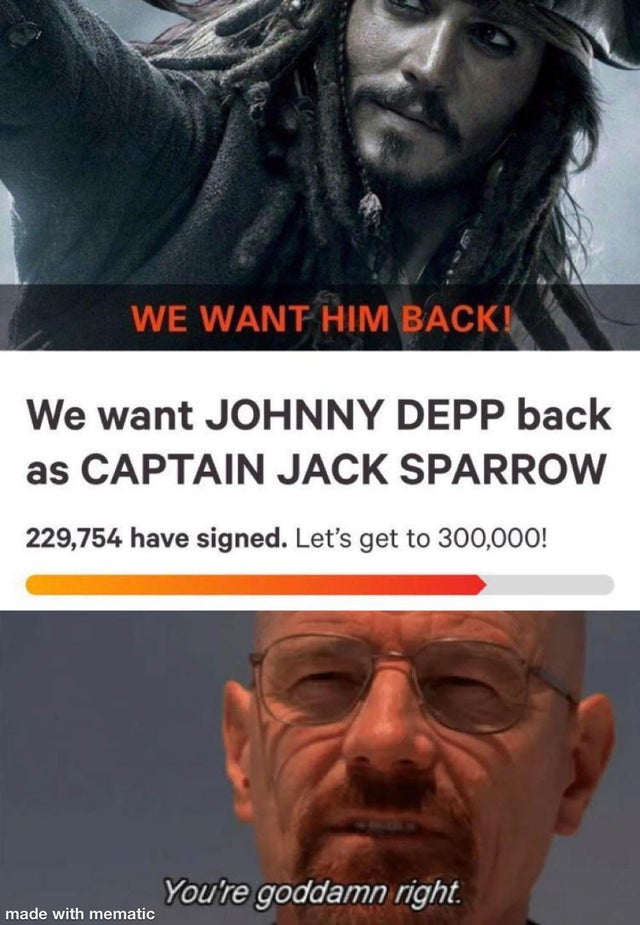 WE WANT HIM BACK!
We want JOHNNY DEPP back
as CAPTAIN JACK SPARROW
229,754 have signed. Let's get to 300,000!
You're goddamn right.
made with mematic